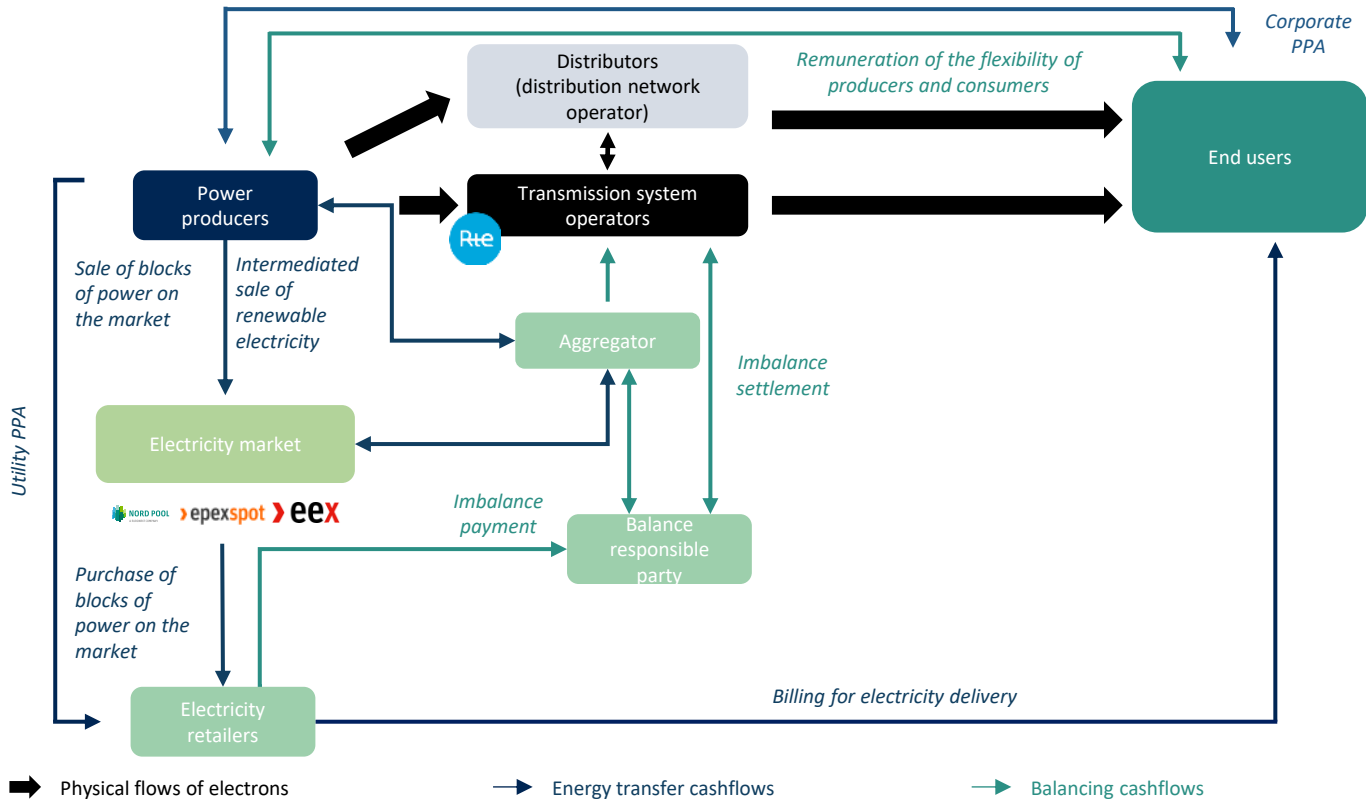 Corporate
PPA
Distributors
(distribution network
operator)
Remuneration of the flexibility of
producers and consumers
End users
Power
producers
Transmission system
operators
Rte
Sale of blocks
of power on
the market
Intermediated
sale of
renewable
electricity
Aggregator
Imbalance
settlement
Utility PPA
Electricity market
NORD POOL
epexspot
eex
Imbalance
payment
Balance
responsible
party
Purchase of
blocks of
power on the
market
Electricity
retailers
Billing for electricity delivery
Physical flows of electrons
Energy transfer cashflows
Balancing cashflows